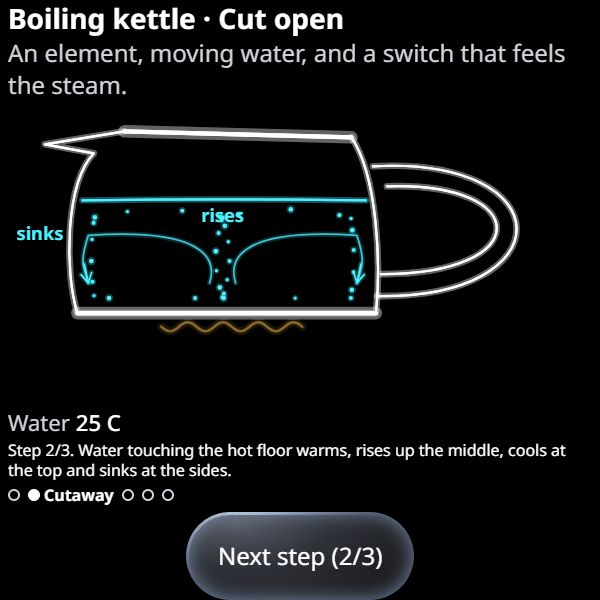 Boiling kettle · Cut open
An element, moving water, and a switch that feels
the steam.
rises
sinks
Water 25 C
Step 2/3. Water touching the hot floor warms, rises up the middle, cools at
the top and sinks at the sides.
Cutaway
Next step (2/3)